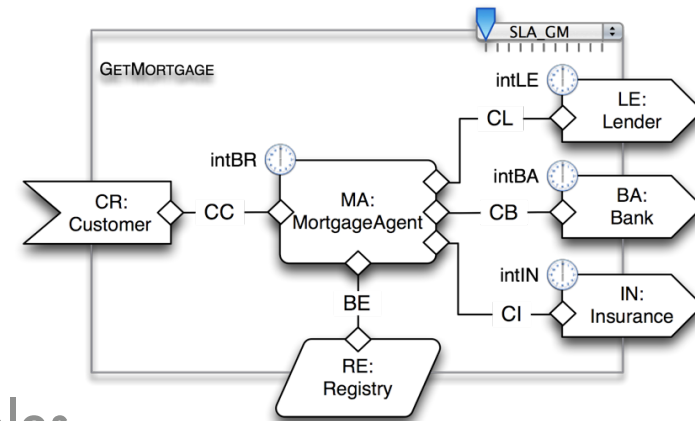 SLA_GM
GETMORTGAGE
intLE
LE:
Lender
CL
intBR
intBA
CR:
Customer
CC
MA:
MortgageAgent
CB
BA:
Bank
intIN
IN:
Insurance
CI
BE
RE:
Registry